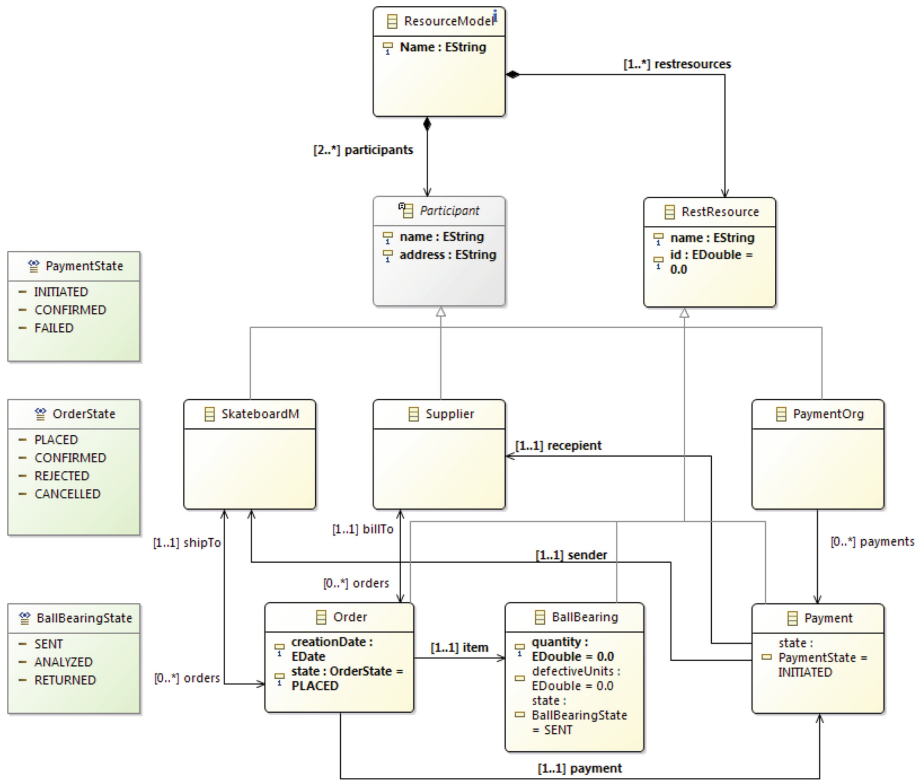 ResourceModel
Name : EString
[1..*] restresources
[2..*] participants
Participant
name : EString
address : EString
RestResource
name : EString
id : EDouble =
0.0
PaymentState
INITIATED
CONFIRMED
FAILED
OrderState
PLACED
CONFIRMED
REJECTED
CANCELLED
SkateboardM
Supplier
PaymentOrg
[1..1] recepient
[1..1] shipTo
[1..1] billTo
[1..1] sender
[0..*] payments
[0..*] orders
BallBearingState
SENT
ANALYZED
RETURNED
[0..*] orders
Order
creationDate :
EDate
state : OrderState =
PLACED
[1..1] item
BallBearing
quantity :
EDouble = 0.0
defectiveUnits :
EDouble = 0.0
state :
BallBearingState
= SENT
Payment
state :
PaymentState =
INITIATED
[1..1] payment